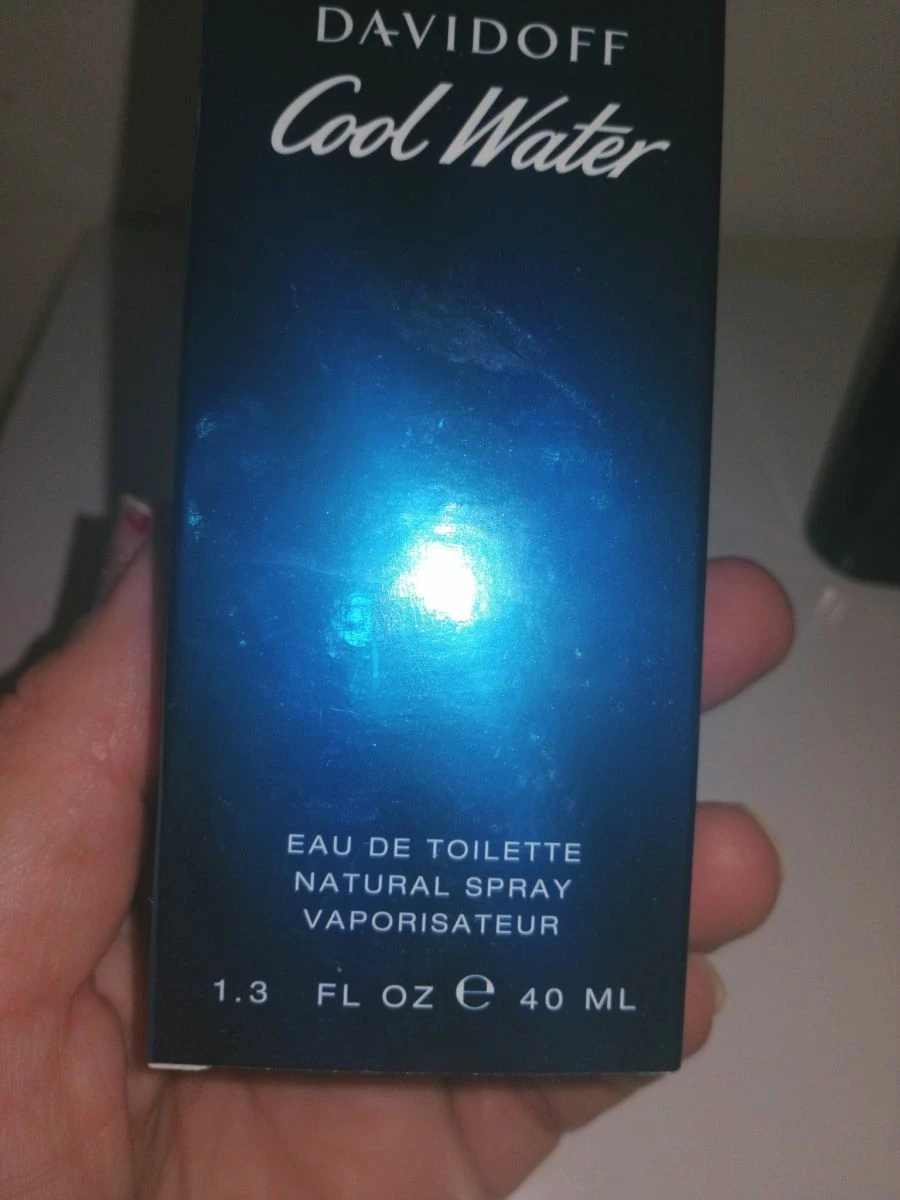 DAVIDOFF
Cool Water
EAU DE TOILETTE
NATURAL SPRAY
VAPORISATEUR
1.3 FL OZ ℮ 40 ML